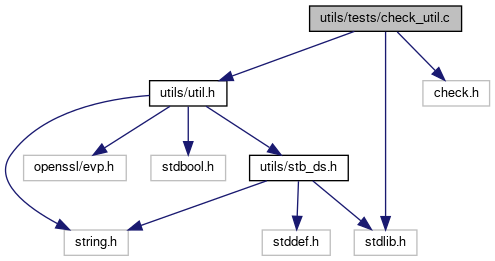 utils/tests/check_util.c
utils/util.h
check.h
openssl/evp.h
stdbool.h
utils/stb_ds.h
string.h
stddef.h
stdlib.h